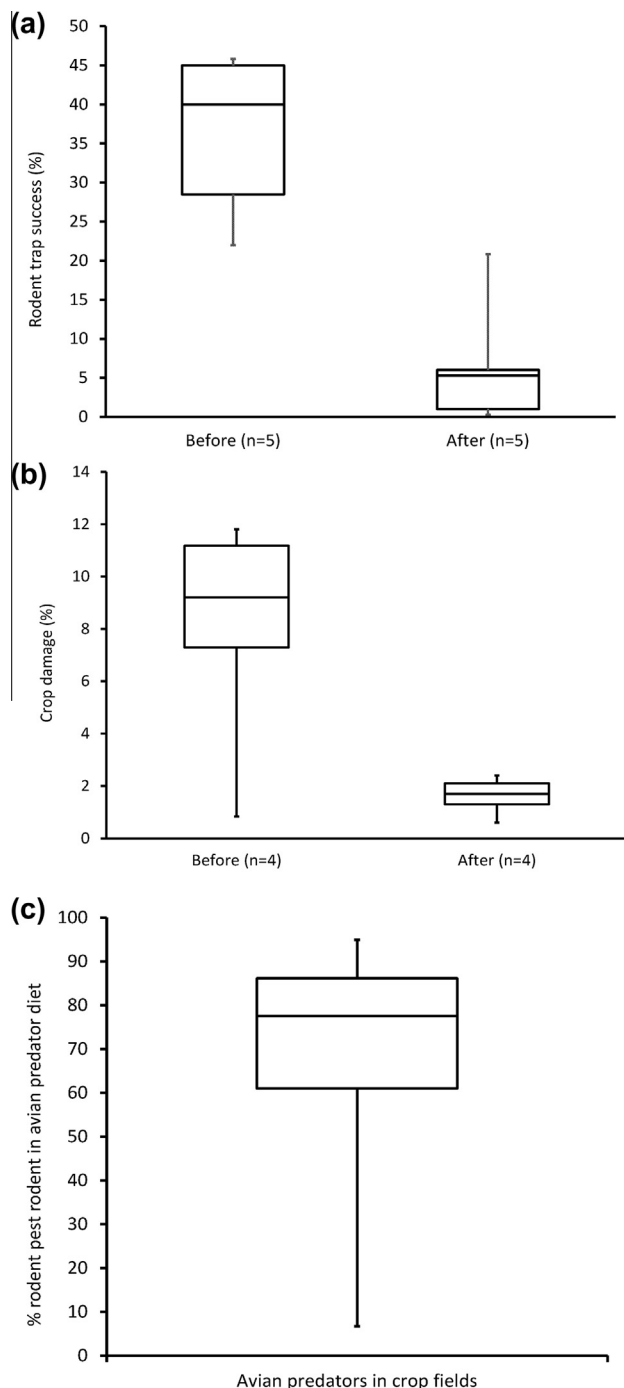 (a)
Rodent trap success (%)
50
45
40
35
30
25
20
15
10
5
0
Before (n=5)
After (n=5)
(b)
Crop damage (%)
14
12
10
8
6
4
2
0
Before (n=4)
After (n=4)
(c)
% rodent pest rodent in avian predator diet
100
90
80
70
60
50
40
30
20
10
0
Avian predators in crop fields